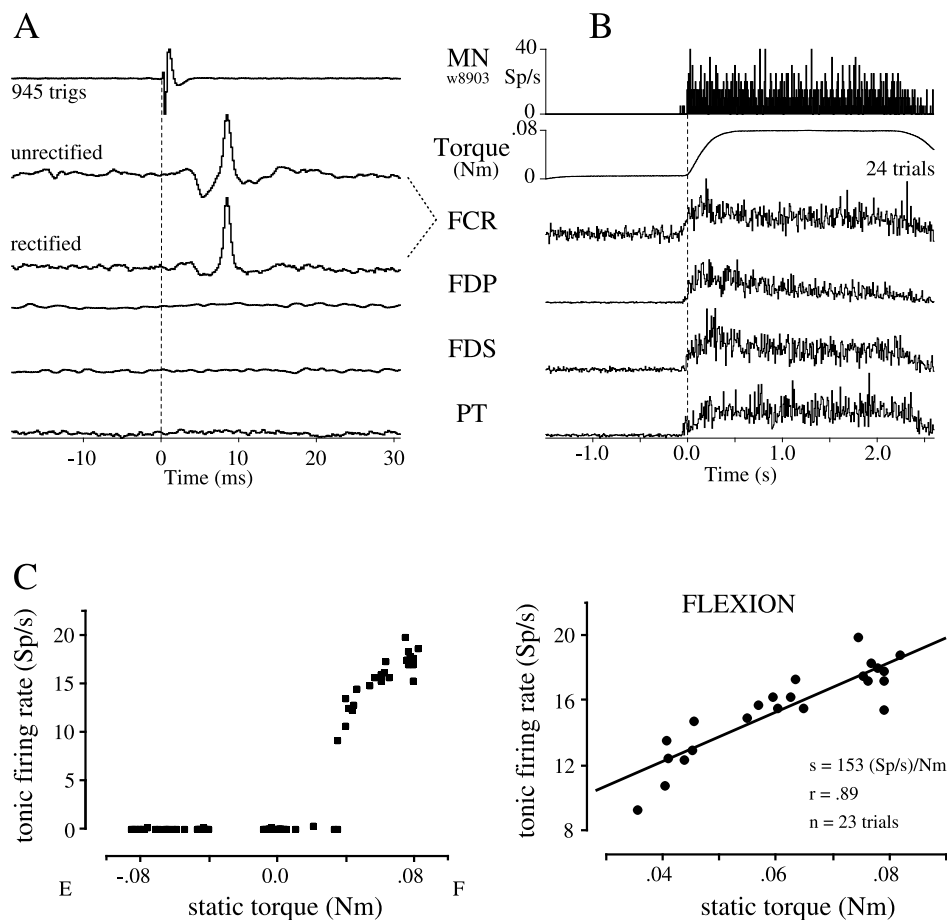 A
945 trigs
unrectified
rectified
-10 0 10 20 30
Time (ms)
MN
w8903
Torque
(Nm)
FCR
FDP
FDS
PT
B
40
Sp/s
0
.08
0
24 trials
-1.0 0.0 1.0 2.0
Time (s)
C
tonic firing rate (Sp/s)
20
15
10
5
0
-.08 0.0 .08
E F
static torque (Nm)
FLEXION
tonic firing rate (Sp/s)
20
16
12
8
s = 153 (Sp/s)/Nm
r = .89
n = 23 trials
.04 .06 .08
static torque (Nm)